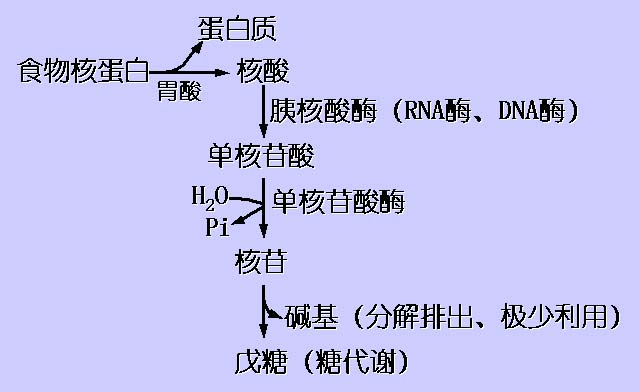 蛋白质
食物核蛋白 核酸
胃酸
胰核酸酶（RNA酶、DNA酶）
单核苷酸
H₂O 单核苷酸酶
Pi
核苷
碱基（分解排出、极少利用）
戊糖（糖代谢）